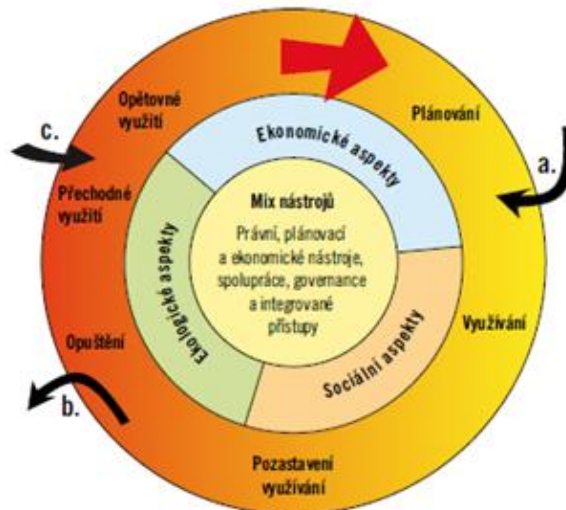 Opětovné
využití
Plánování
c.
Ekonomické aspekty
a.
Přechodné
využití
Mix nástrojů
Právní, plánovací
a ekonomické nástroje,
spolupráce, governance
a integrované
přístupy
Ekologické aspekty
Sociální aspekty
Využívání
Opuštění
b.
Pozastavení
využívání